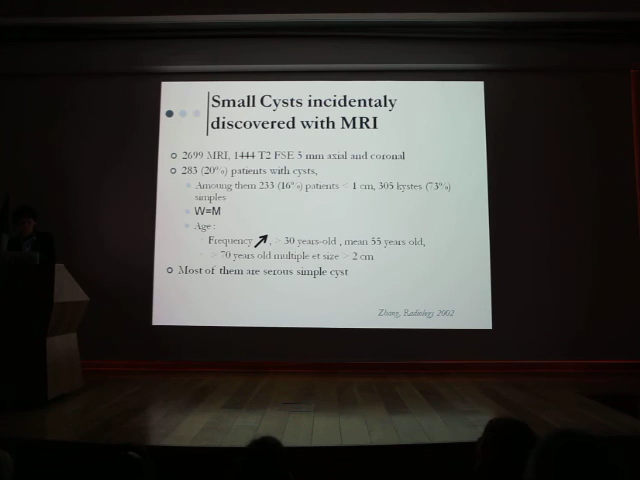 Small Cysts incidentaly
discovered with MRI
2699 MRI, 1444 T2 FSE 5 mm axial and coronal
283 (20%) patients with cysts,
Amoung them 233 (16%) patients < 1 cm, 305 kystes (73%)
simples
W=M
Age :
Frequency ↗, > 30 years-old , mean 55 years old,
> 70 years old multiple et size > 2 cm
Most of them are serous simple cyst
Zhang, Radiology 2002